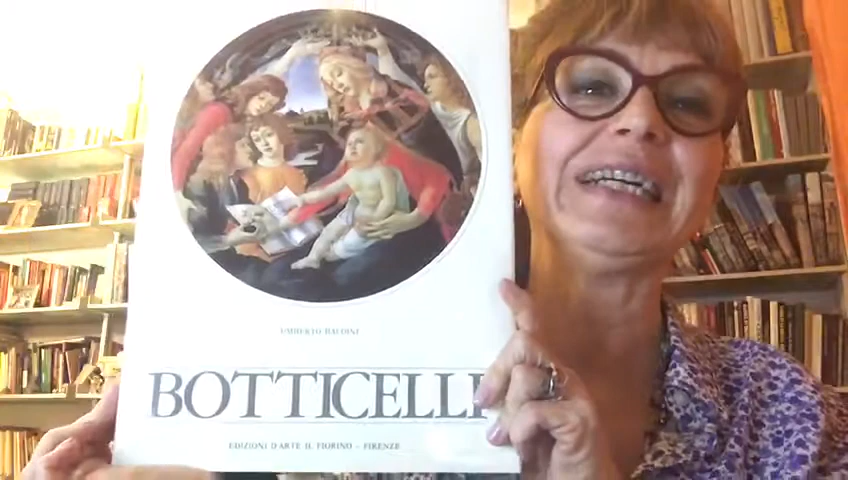 UMBERTO BALDINI
BOTTICELLI
EDIZIONI D'ARTE IL FIORINO - FIRENZE